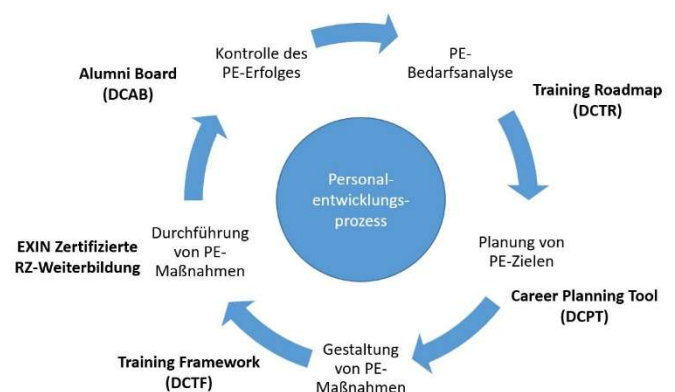 Kontrolle des
PE-Erfolges
PE-
Bedarfsanalyse
Alumni Board
(DCAB)
Training Roadmap
(DCTR)
Personal-
entwicklungs-
prozess
EXIN Zertifizierte
RZ-Weiterbildung
Durchführung
von PE-
Maßnahmen
Planung von
PE-Zielen
Career Planning Tool
(DCPT)
Gestaltung
von PE-
Maßnahmen
Training Framework
(DCTF)